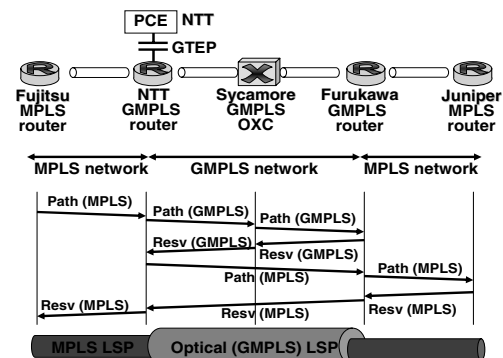 PCE NTT
GTEP
Fujitsu
MPLS
router
NTT
GMPLS
router
Sycamore
GMPLS
OXC
Furukawa
GMPLS
router
Juniper
MPLS
router
MPLS network
GMPLS network
MPLS network
Path (MPLS)
Path (GMPLS)
Path (GMPLS)
Resv (GMPLS)
Resv (GMPLS)
Path (MPLS)
Path (MPLS)
Resv (MPLS)
Resv (MPLS)
Resv (MPLS)
MPLS LSP
Optical (GMPLS) LSP